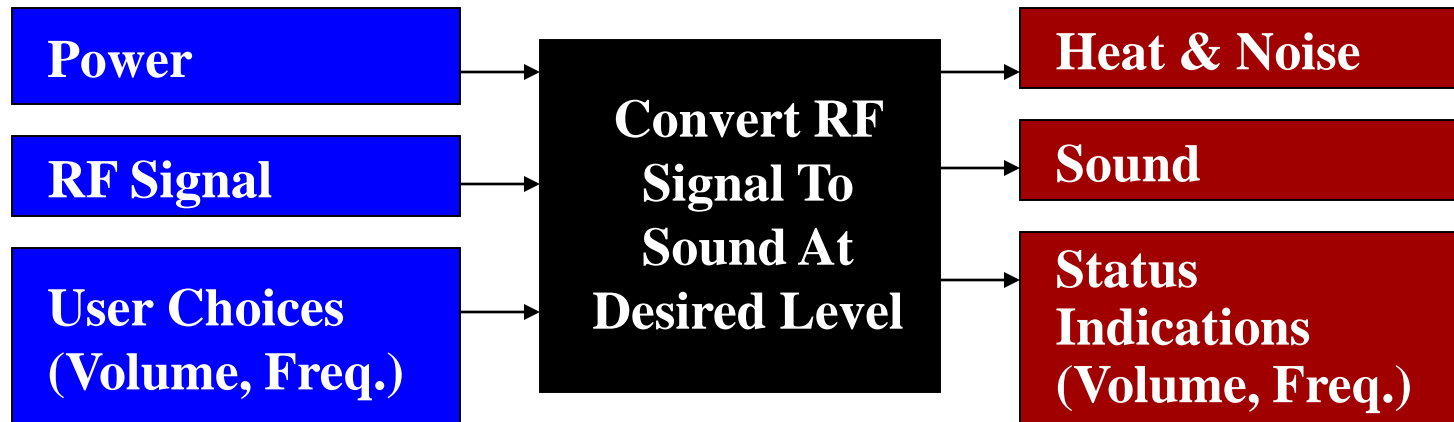 Power
RF Signal
User Choices
(Volume, Freq.)
Convert RF
Signal To
Sound At
Desired Level
Heat & Noise
Sound
Status
Indications
(Volume, Freq.)